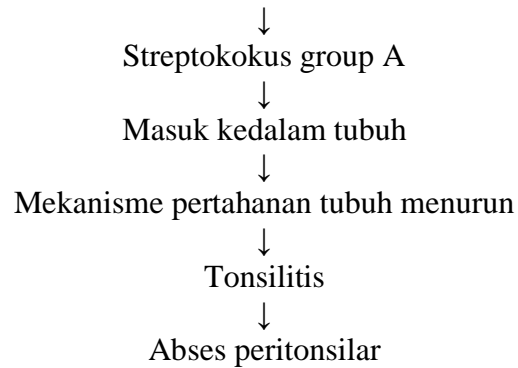 ↓
Streptokokus group A
↓
Masuk kedalam tubuh
↓
Mekanisme pertahanan tubuh menurun
↓
Tonsilitis
↓
Abses peritonsilar